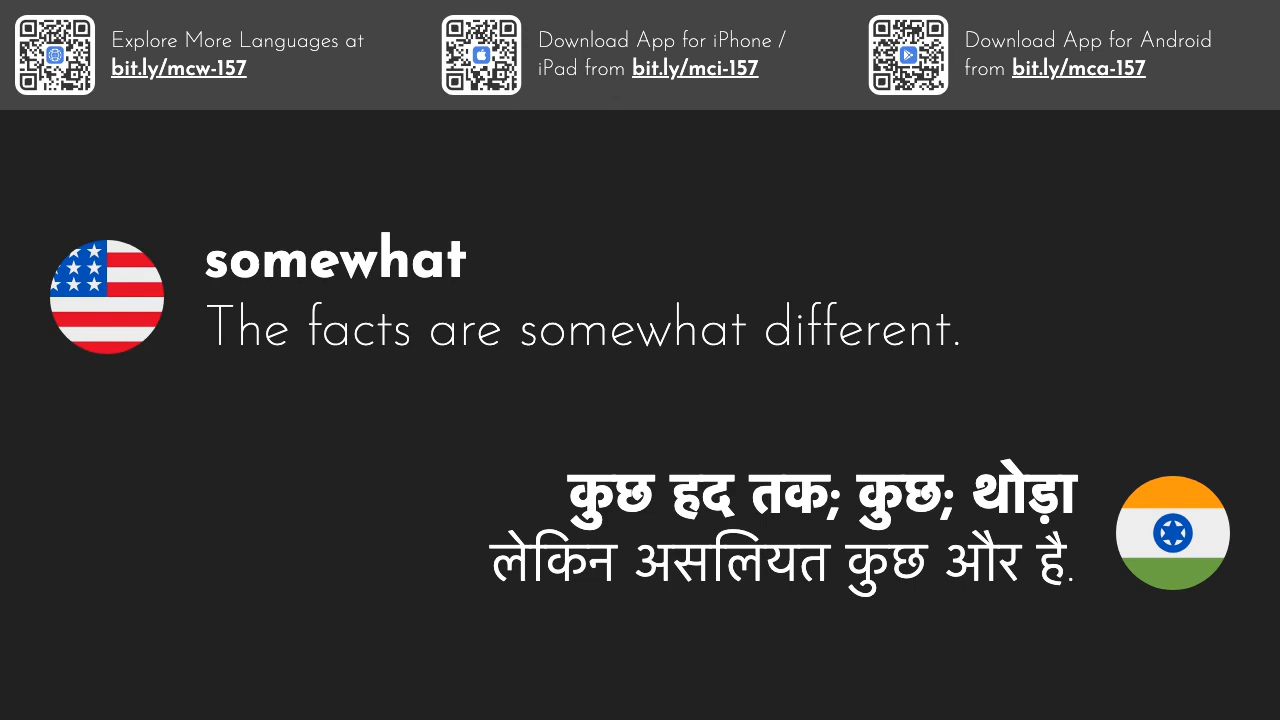 Explore More Languages at
bit.ly/mcw-157
Download App for iPhone /
iPad from bit.ly/mci-157
Download App for Android
from bit.ly/mca-157
somewhat
The facts are somewhat different.
कुछ हद तक; कुछ; थोड़ा
लेकिन असलियत कुछ और है.